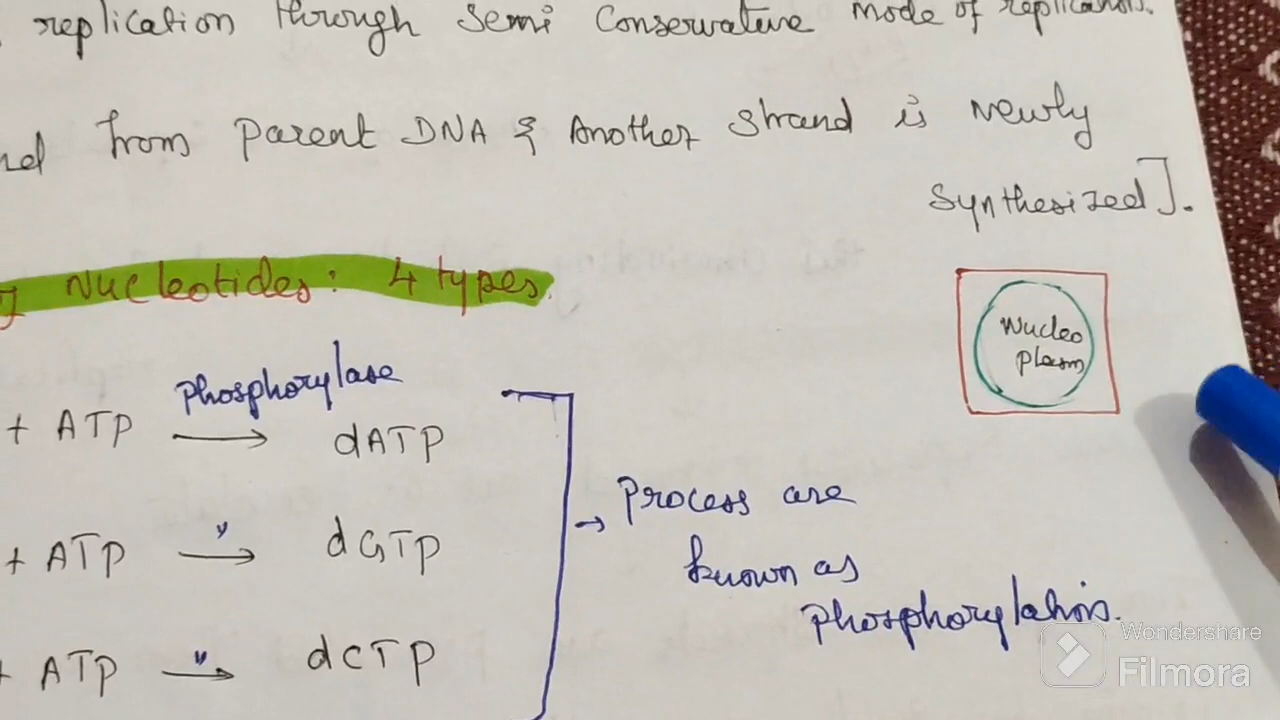 replication through semi conservative mode of replication.
from parent DNA & Another strand is newly
synthesized].
Nucleotides: 4 types.
Nucleo
plasm
phosphorylase
+ ATP → dATP
+ ATP 〃→ dGTP
+ ATP 〃→ dCTP
→ process are
known as
phosphorylation.
Wondershare
Filmora